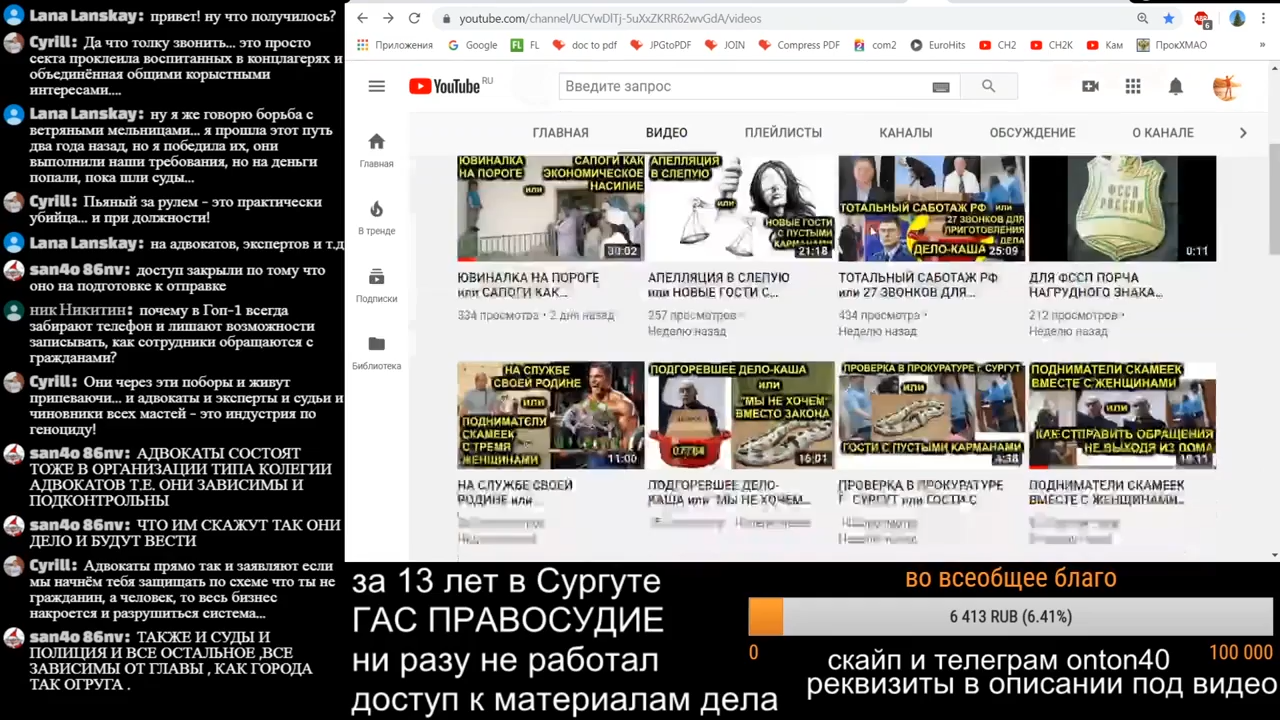 Lana Lanskay: привет! ну что получилось?
Cyrill: Да что толку звонить... это просто
секта проклеила воспитанных в концлагерях и
объединённая общими корыстными
интересами....
Lana Lanskay: ну я же говорю борьба с
ветряными мельницами... я прошла этот путь
два года назад, но я победила их, они
выполнили наши требования, но на деньги
попали, пока шли суды...
Cyrill: Пьяный за рулем - это практически
убийца... и при должности!
Lana Lanskay: на адвокатов, экспертов и т.д
san4o 86nv: доступ закрыли по тому что
оно на подготовке к отправке
ник Никитин: почему в Гоп-1 всегда
забирают телефон и лишают возможности
записывать, как сотрудники обращаются с
гражданами?
Cyrill: Они через эти поборы и живут
припеваючи... и адвокаты и эксперты и судьи и
чиновники всех мастей - это индустрия по
геноциду!
san4o 86nv: АДВОКАТЫ СОСТОЯТ
ТОЖЕ В ОРГАНИЗАЦИИ ТИПА КОЛЕГИИ
АДВОКАТОВ Т.Е. ОНИ ЗАВИСИМЫ И
ПОДКОНТРОЛЬНЫ
san4o 86nv: ЧТО ИМ СКАЖУТ ТАК ОНИ
ДЕЛО И БУДУТ ВЕСТИ
Cyrill: Адвокаты прямо так и заявляют если
мы начнём тебя защищать по схеме что ты не
гражданин, а человек, то весь бизнес
накроется и разрушиться система...
san4o 86nv: ТАКЖЕ И СУДЫ И
ПОЛИЦИЯ И ВСЕ ОСТАЛЬНОЕ ,ВСЕ
ЗАВИСИМЫ ОТ ГЛАВЫ , КАК ГОРОДА
ТАК ОГРУГА .
youtube.com/channel/UCYwDlTj-5uXxZKRR62wvGdA/videos
6
Приложения Google FL doc to pdf JPGtoPDF JOIN Compress PDF com2 EuroHits CH2 CH2K Кам ПрокХМАО »
YouTube RU
Введите запрос
ГЛАВНАЯ ВИДЕО ПЛЕЙЛИСТЫ КАНАЛЫ ОБСУЖДЕНИЕ О КАНАЛЕ
Главная
В тренде
Подписки
Библиотека
ЮВИНАЛКА
НА ПОРОГЕ
или
САПОГИ КАК
ЭКОНОМИЧЕСКОЕ
НАСИЛИЕ
ЮВИНАЛКА НА ПОРОГЕ
или САПОГИ КАК...
334 просмотра • 2 дня назад
АПЕЛЛЯЦИЯ
В СЛЕПУЮ
или
НОВЫЕ ГОСТИ
С ПУСТЫМИ
КАРМАНАМИ
21:18
АПЕЛЛЯЦИЯ В СЛЕПУЮ
или НОВЫЕ ГОСТИ С...
257 просмотров •
Неделю назад
ТОТАЛЬНЫЙ САБОТАЖ РФ
или
27 ЗВОНКОВ ДЛЯ
ПРИГОТОВЛЕНИЯ
ДЕЛА
ДЕЛО-КАША
25:09
ТОТАЛЬНЫЙ САБОТАЖ РФ
или 27 ЗВОНКОВ ДЛЯ...
434 просмотра •
Неделю назад
ФССП
РОССИИ
0:11
ДЛЯ ФССП ПОРЧА
НАГРУДНОГО ЗНАКА...
212 просмотров •
Неделю назад
НА СЛУЖБЕ
СВОЕЙ РОДИНЕ
или
ПОДНИМАТЕЛИ
СКАМЕЕК
С ТРЕМЯ
ЖЕНЩИНАМИ
11:00
НА СЛУЖБЕ СВОЕЙ
РОДИНЕ или...
ПОДГОРЕВШЕЕ ДЕЛО-КАША
или
"МЫ НЕ ХОЧЕМ"
ВМЕСТО ЗАКОНА
16:01
ПОДГОРЕВШЕЕ ДЕЛО-
КАША или "МЫ НЕ ХОЧЕМ...
ПРОВЕРКА В ПРОКУРАТУРЕ г. СУРГУТ
или
ГОСТИ С ПУСТЫМИ КАРМАНАМИ
4:38
ПРОВЕРКА В ПРОКУРАТУРЕ
г СУРГУТ или ГОСТИ С...
ПОДНИМАТЕЛИ СКАМЕЕК
ВМЕСТЕ С ЖЕНЩИНАМИ
или
КАК ОТПРАВИТЬ ОБРАЩЕНИЯ
НЕ ВЫХОДЯ ИЗ ДОМА
ПОДНИМАТЕЛИ СКАМЕЕК
ВМЕСТЕ С ЖЕНЩИНАМИ...
за 13 лет в Сургуте
ГАС ПРАВОСУДИЕ
ни разу не работал
доступ к материалам дела
во всеобщее благо
6 413 RUB (6.41%)
0 100 000
скайп и телеграм onton40
реквизиты в описании под видео